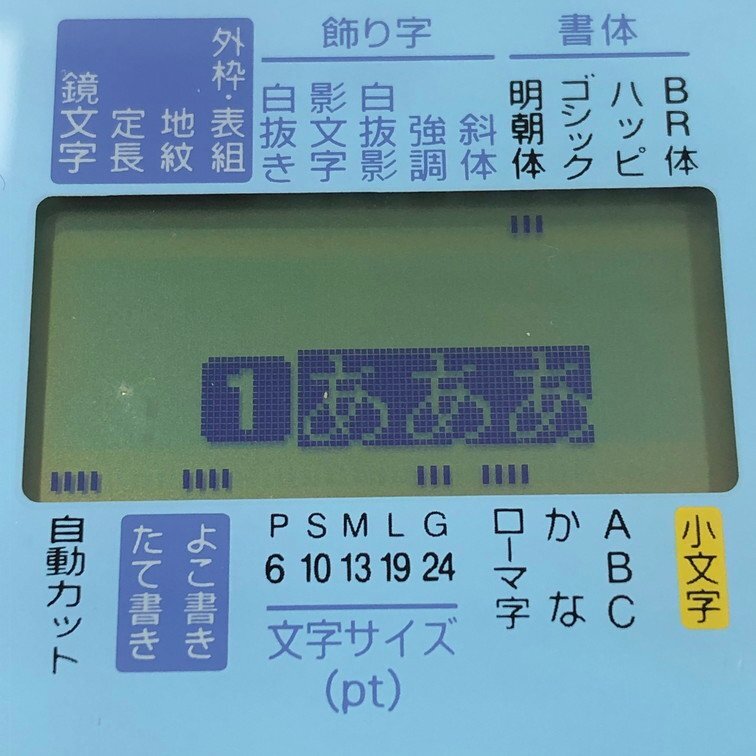 飾り字
書体
鏡文字
定長
地紋
外枠・表組
白抜き
影文字
白抜影
強調
斜体
明朝体
ゴシック
ハッピ
BR体
1 あああ
自動カット
たて書き
よこ書き
P S M L G
6 10 13 19 24
文字サイズ
(pt)
ローマ字
かな
ABC
小文字